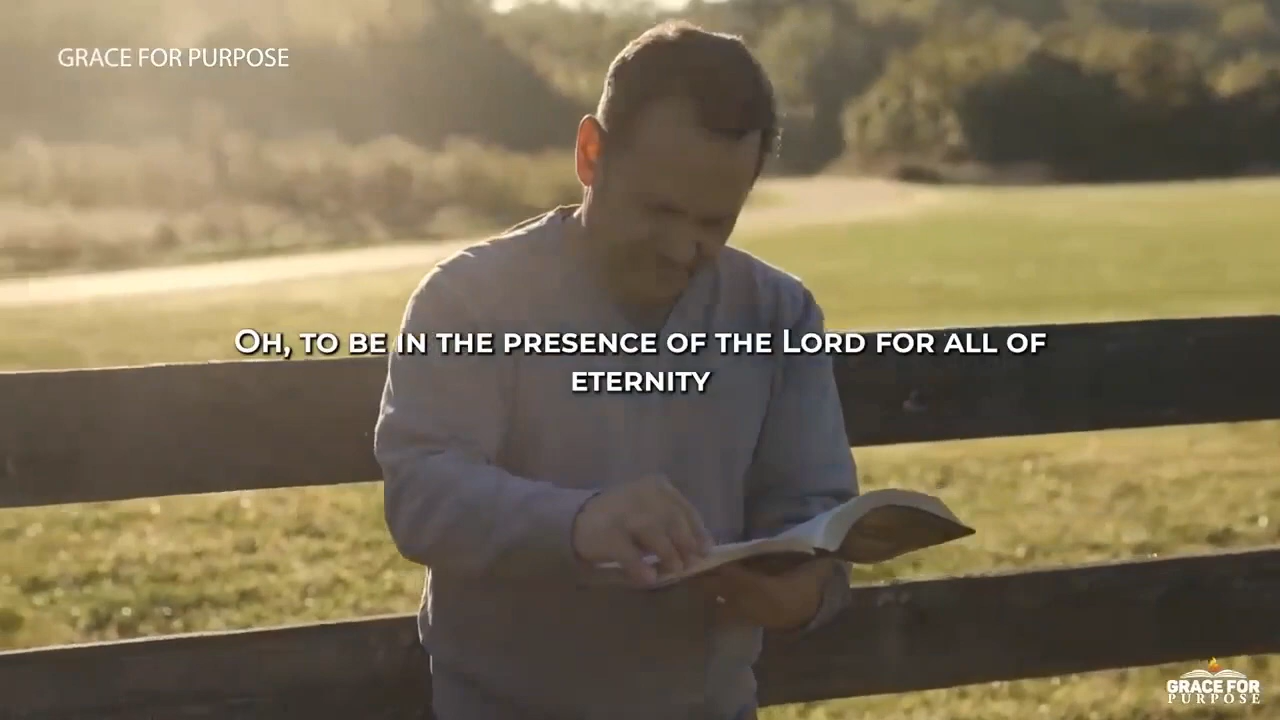 GRACE FOR PURPOSE
Oh, to be in the presence of the Lord for all of
eternity
GRACE FOR
PURPOSE